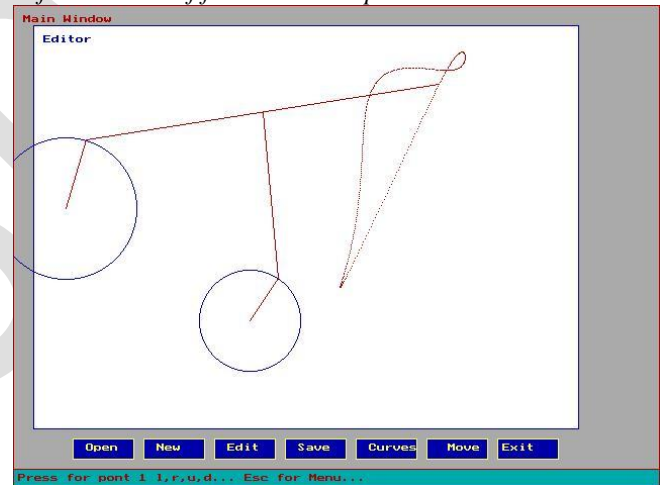 Main Window
Editor
Open New Edit Save Curves Move Exit
Press for pont 1 l,r,u,d... Esc for Menu...